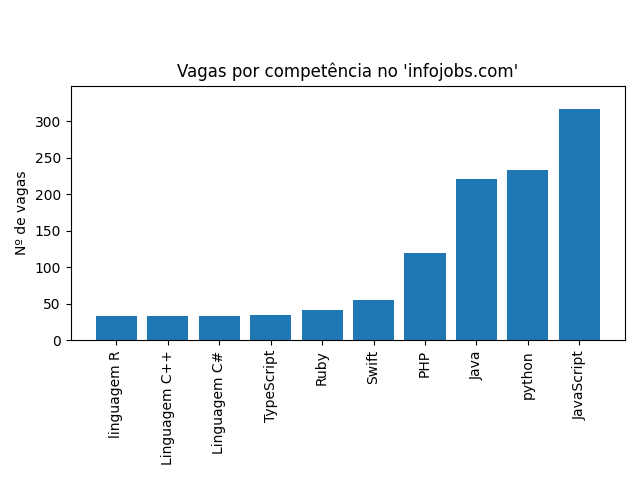 Vagas por competência no 'infojobs.com'
Nº de vagas
300
250
200
150
100
50
0
linguagem R
Linguagem C++
Linguagem C#
TypeScript
Ruby
Swift
PHP
Java
python
JavaScript